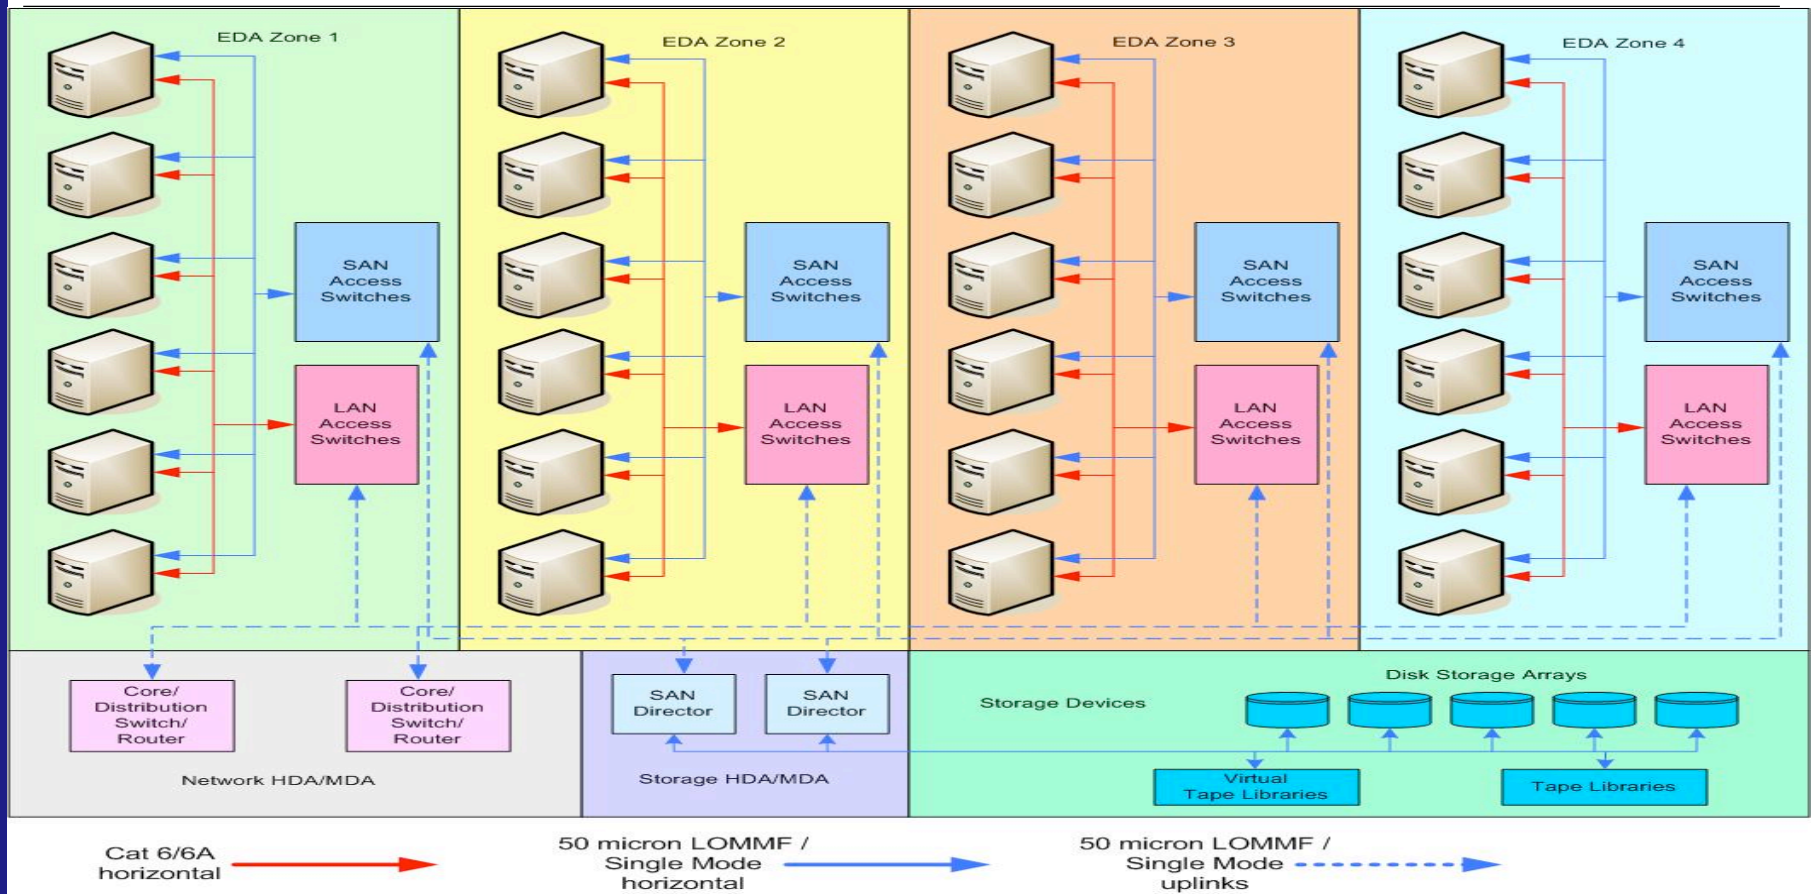 EDA Zone 1
EDA Zone 2
EDA Zone 3
EDA Zone 4
SAN
Access
Switches
SAN
Access
Switches
SAN
Access
Switches
SAN
Access
Switches
LAN
Access
Switches
LAN
Access
Switches
LAN
Access
Switches
LAN
Access
Switches
Core/
Distribution
Switch/
Router
Core/
Distribution
Switch/
Router
Network HDA/MDA
SAN
Director
SAN
Director
Storage HDA/MDA
Storage Devices
Disk Storage Arrays
Virtual
Tape Libraries
Tape Libraries
Cat 6/6A
horizontal
50 micron LOMMF /
Single Mode
horizontal
50 micron LOMMF /
Single Mode
uplinks